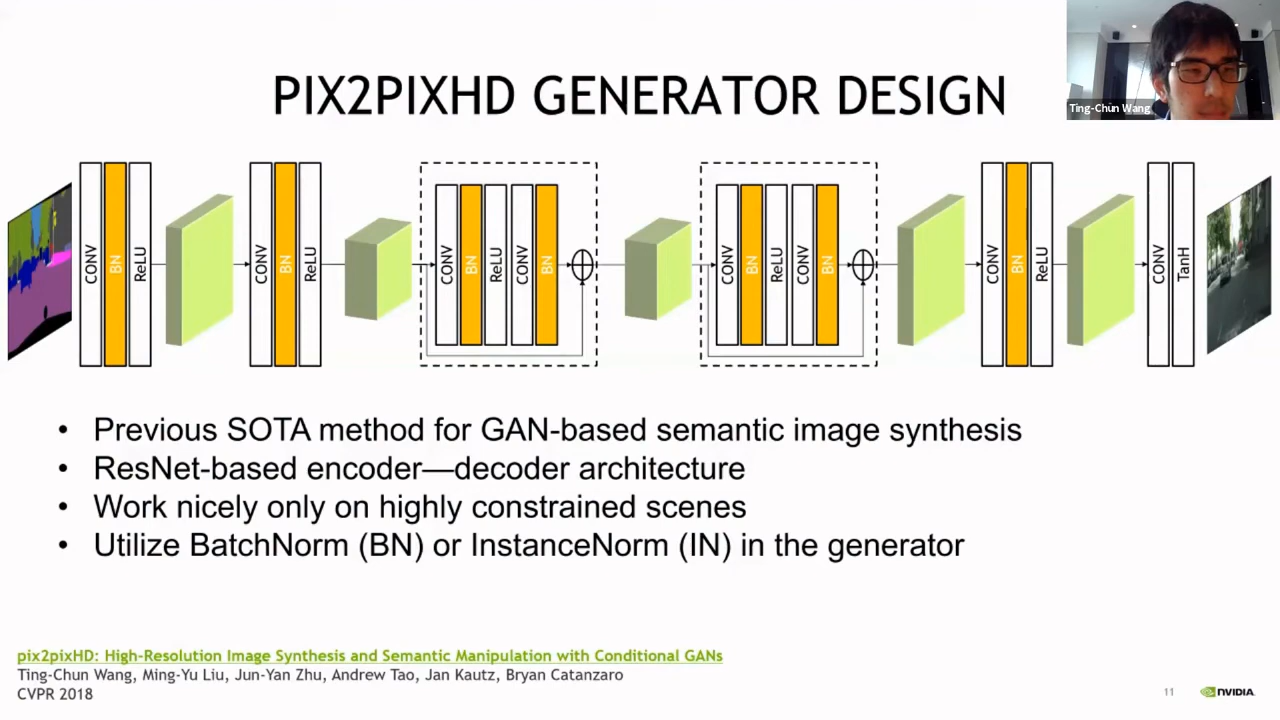 Ting-Chun Wang
PIX2PIXHD GENERATOR DESIGN
CONV BN ReLU
CONV BN ReLU
CONV BN ReLU CONV BN
CONV BN ReLU CONV BN
CONV BN ReLU
CONV TanH
• Previous SOTA method for GAN-based semantic image synthesis
• ResNet-based encoder—decoder architecture
• Work nicely only on highly constrained scenes
• Utilize BatchNorm (BN) or InstanceNorm (IN) in the generator
pix2pixHD: High-Resolution Image Synthesis and Semantic Manipulation with Conditional GANs
Ting-Chun Wang, Ming-Yu Liu, Jun-Yan Zhu, Andrew Tao, Jan Kautz, Bryan Catanzaro
CVPR 2018
11
NVIDIA.